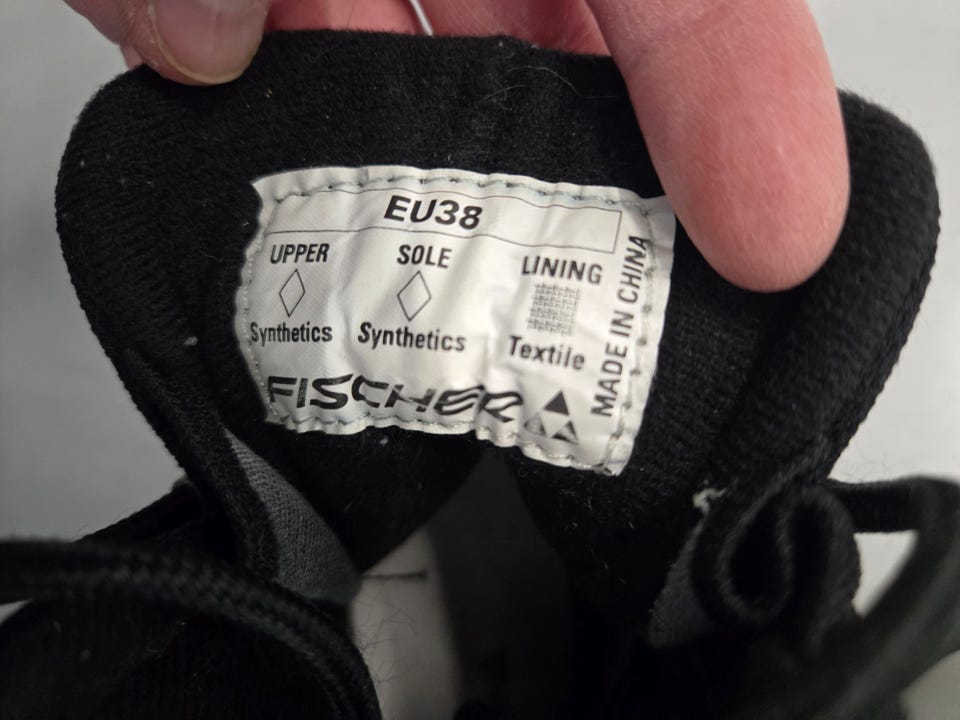 EU38
UPPER SOLE LINING
Synthetics Synthetics Textile
FISCHER
MADE IN CHINA